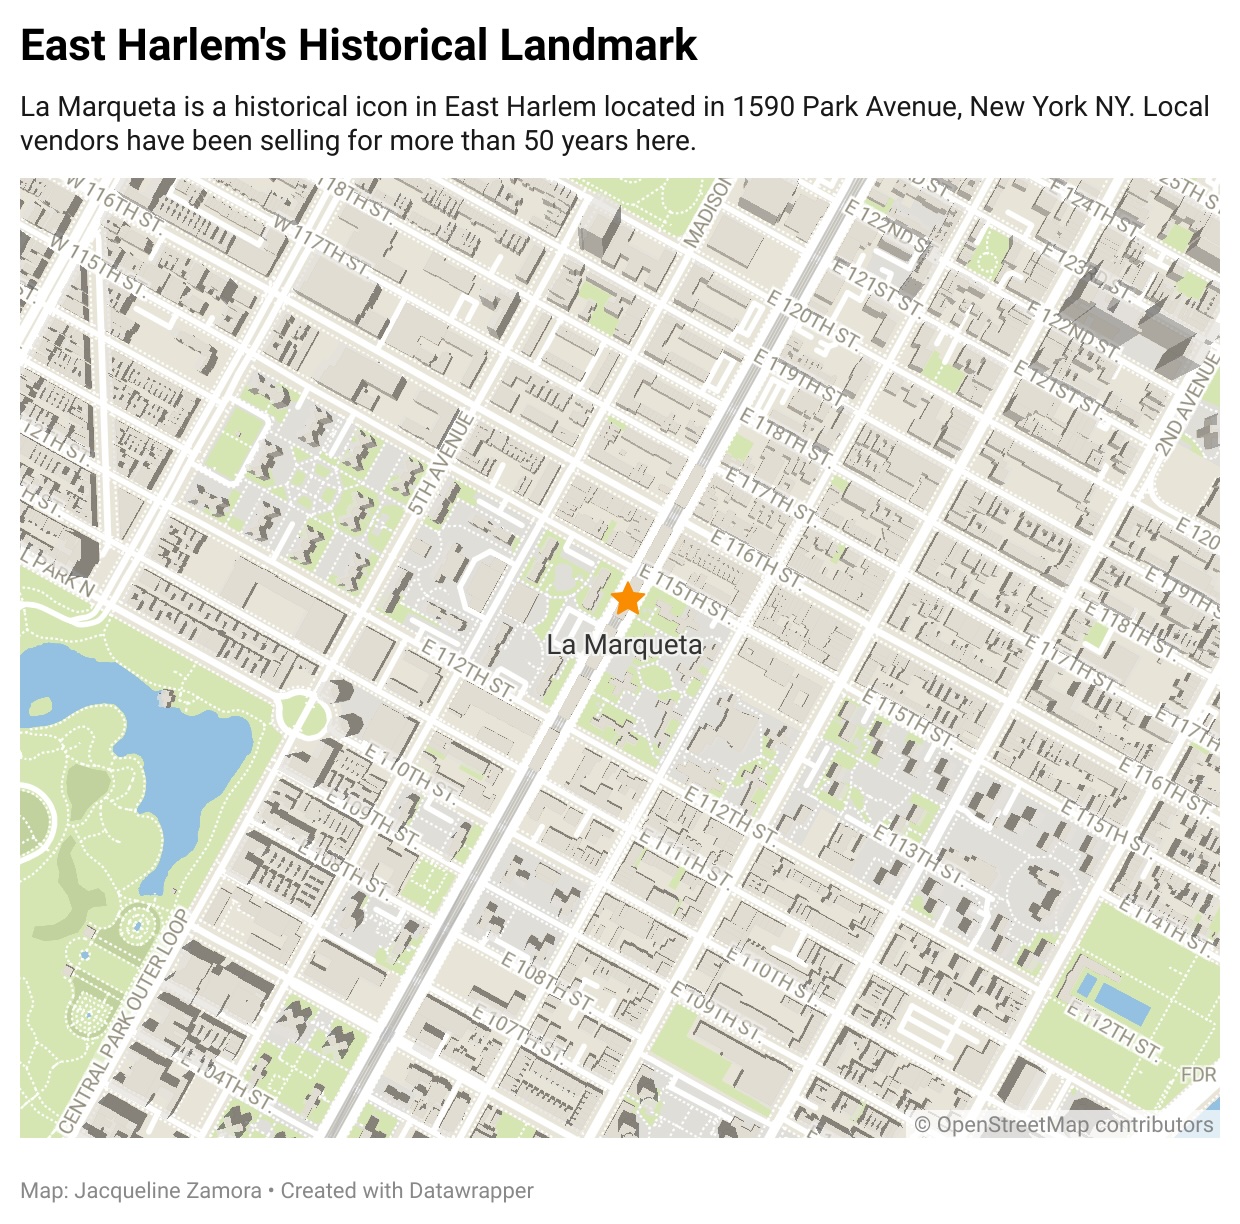 East Harlem's Historical Landmark
La Marqueta is a historical icon in East Harlem located in 1590 Park Avenue, New York NY. Local
vendors have been selling for more than 50 years here.
W 116TH ST.
118TH ST.
MADISON
D ST.
E 124TH ST.
25TH S
W 117TH ST.
E 122ND S
W 115TH ST.
E 123RD ST.
E 121ST ST.
E 120TH ST.
E 122ND ST.
E 119TH ST.
E 121ST ST.
2ND AVENUE
E 118TH ST.
12TH ST.
5TH AVENUE
E 117TH ST.
H ST.
E 120
E 116TH ST.
L PARK N
E 115TH ST.
E 119TH S
E 118TH ST.
La Marqueta
E 112TH ST.
E 117TH ST.
E 115TH ST.
E 117TH
E 110TH ST.
E 116TH ST.
E 109TH ST.
E 112TH ST.
E 115TH ST.
E 111TH ST.
E 113TH ST.
E 108TH ST.
E 114TH ST.
CENTRAL PARK OUTER LOOP
E 108TH ST.
E 110TH ST.
E 109TH ST.
E 107TH ST.
E 112TH ST.
E 104TH ST.
FDR
© OpenStreetMap contributors
Map: Jacqueline Zamora • Created with Datawrapper